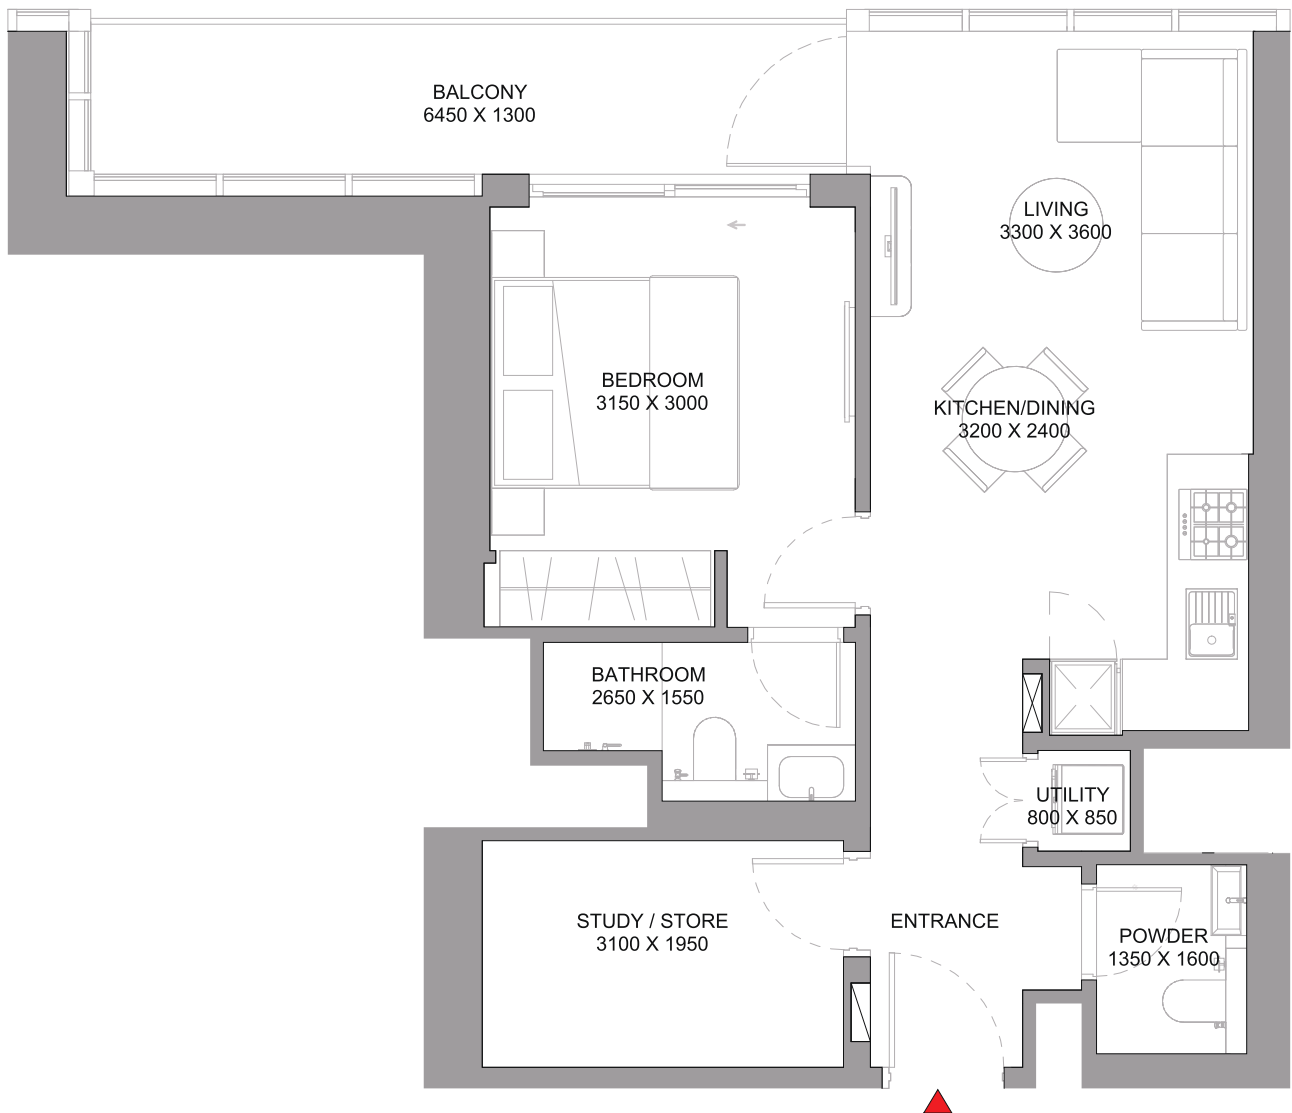 BALCONY
6450 X 1300
LIVING
3300 X 3600
BEDROOM
3150 X 3000
KITCHEN/DINING
3200 X 2400
BATHROOM
2650 X 1550
UTILITY
800 X 850
STUDY / STORE
3100 X 1950
ENTRANCE
POWDER
1350 X 1600